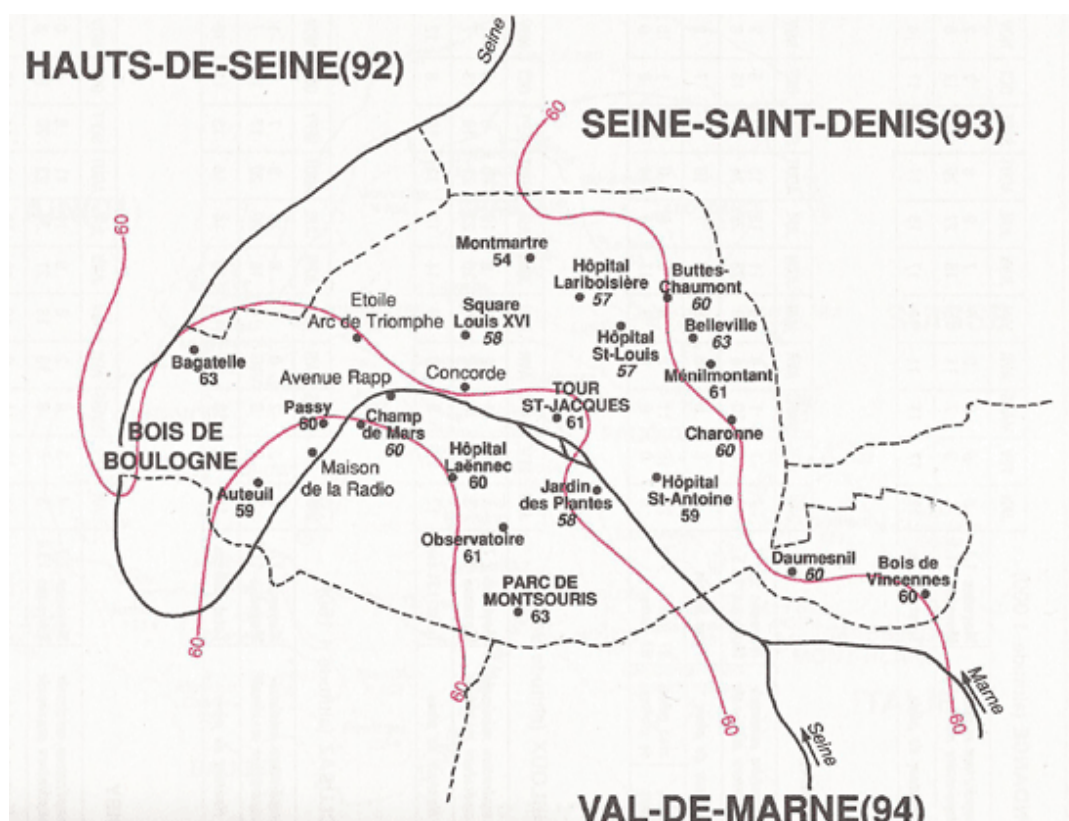 HAUTS-DE-SEINE(92)
Seine
60
SEINE-SAINT-DENIS(93)
60
Montmartre
54
Hôpital
Lariboisière
57
Buttes-
Chaumont
60
Etoile
Arc de Triomphe
Square
Louis XVI
58
Hôpital
St-Louis
57
Belleville
63
Bagatelle
63
Avenue Rapp
Concorde
Ménilmontant
61
TOUR
ST-JACQUES
61
Passy
60
Champ
de Mars
60
Charonne
60
BOIS DE
BOULOGNE
Maison
de la Radio
Hôpital
Laënnec
60
Auteuil
59
Jardin
des Plantes
58
Hôpital
St-Antoine
59
Observatoire
61
Daumesnil
60
Bois de
Vincennes
60
PARC DE
MONTSOURIS
63
60
60
60
60
Marne
Seine
VAL-DE-MARNE(94)